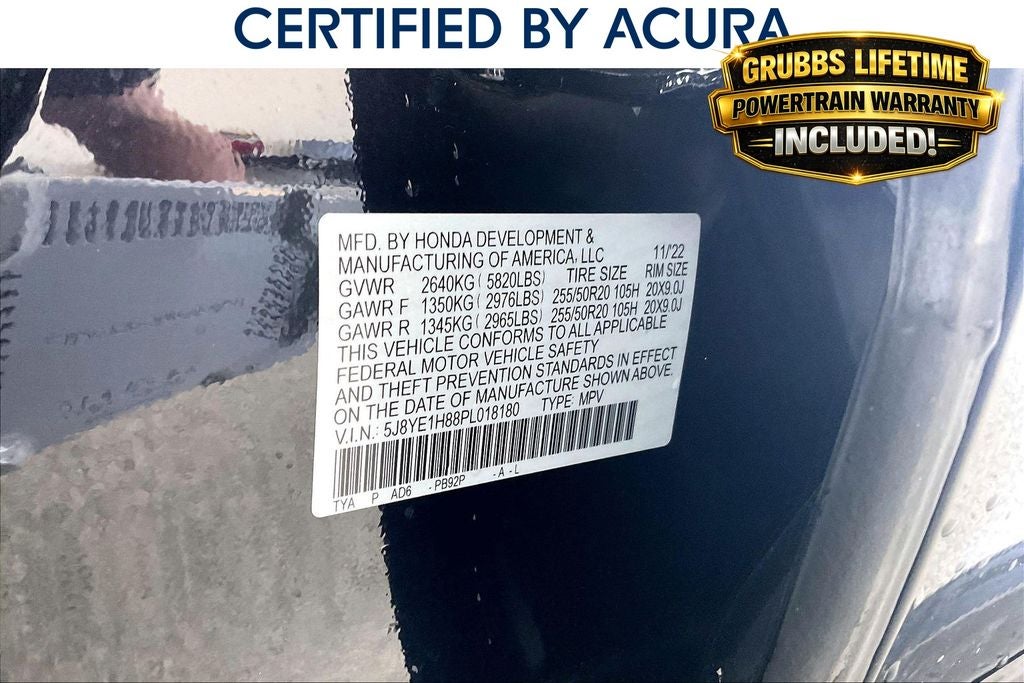 CERTIFIED BY ACURA
GRUBBS LIFETIME
POWERTRAIN WARRANTY
INCLUDED!
MFD. BY HONDA DEVELOPMENT &
MANUFACTURING OF AMERICA, LLC 11/'22
GVWR 2640KG ( 5820LBS) TIRE SIZE RIM SIZE
GAWR F 1350KG ( 2976LBS) 255/50R20 105H 20X9.0J
GAWR R 1345KG ( 2965LBS) 255/50R20 105H 20X9.0J
THIS VEHICLE CONFORMS TO ALL APPLICABLE
FEDERAL MOTOR VEHICLE SAFETY
AND THEFT PREVENTION STANDARDS IN EFFECT
ON THE DATE OF MANUFACTURE SHOWN ABOVE.
V.I.N.: 5J8YE1H88PL018180 TYPE: MPV
TYA P AD6 -PB92P -A-L